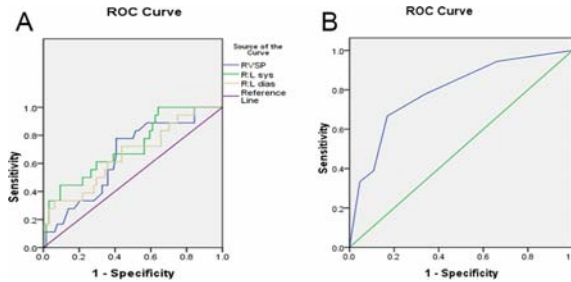 A
ROC Curve
Source of the
Curve
RVSP
R:L sys
R:L dias
Reference
Line
1.0
0.8
0.6
0.4
0.2
0.0
Sensitivity
0.0 0.2 0.4 0.6 0.8 1.0
1 - Specificity
B
ROC Curve
1.0
0.8
0.6
0.4
0.2
0.0
Sensitivity
0.0 0.2 0.4 0.6 0.8 1.0
1 - Specificity